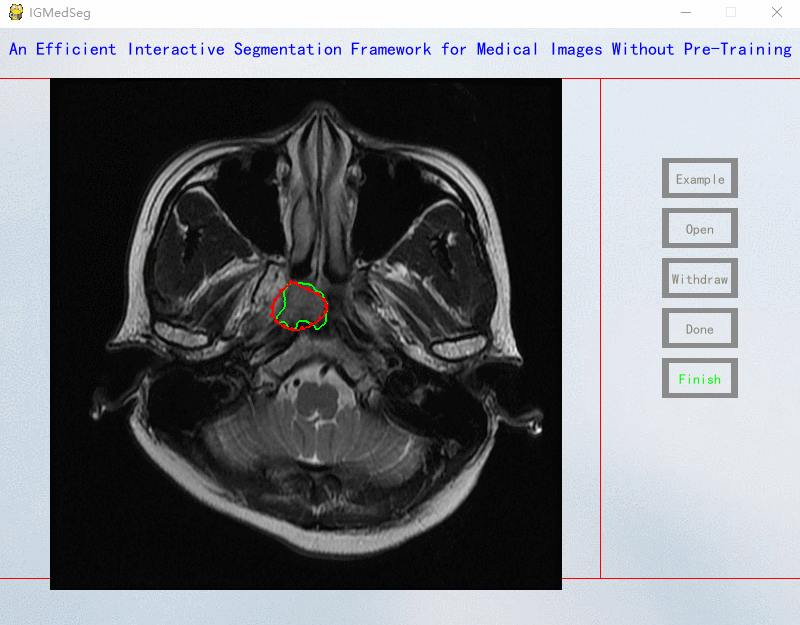 IGMedSeg
An Efficient Interactive Segmentation Framework for Medical Images Without Pre-Training
Example
Open
Withdraw
Done
Finish